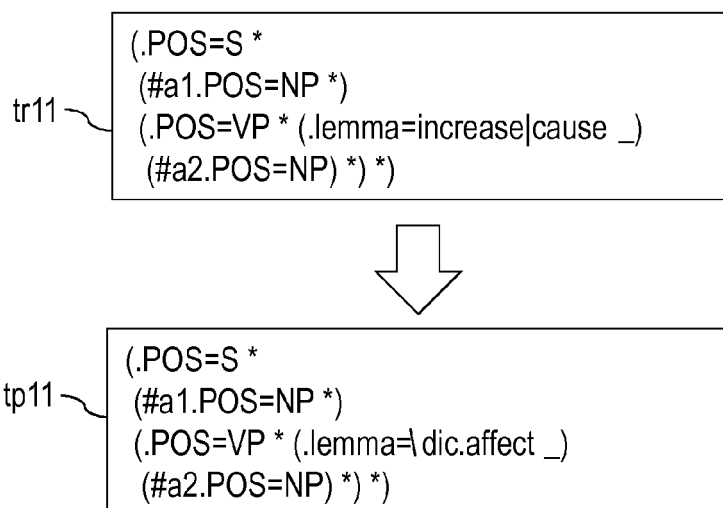 (.POS=S *
(#a1.POS=NP *)
tr11
(.POS=VP * (.lemma=increase|cause _)
(#a2.POS=NP) *) *)
(.POS=S *
tp11
(#a1.POS=NP *)
(.POS=VP * (.lemma=\dic.affect _)
(#a2.POS=NP) *) *)